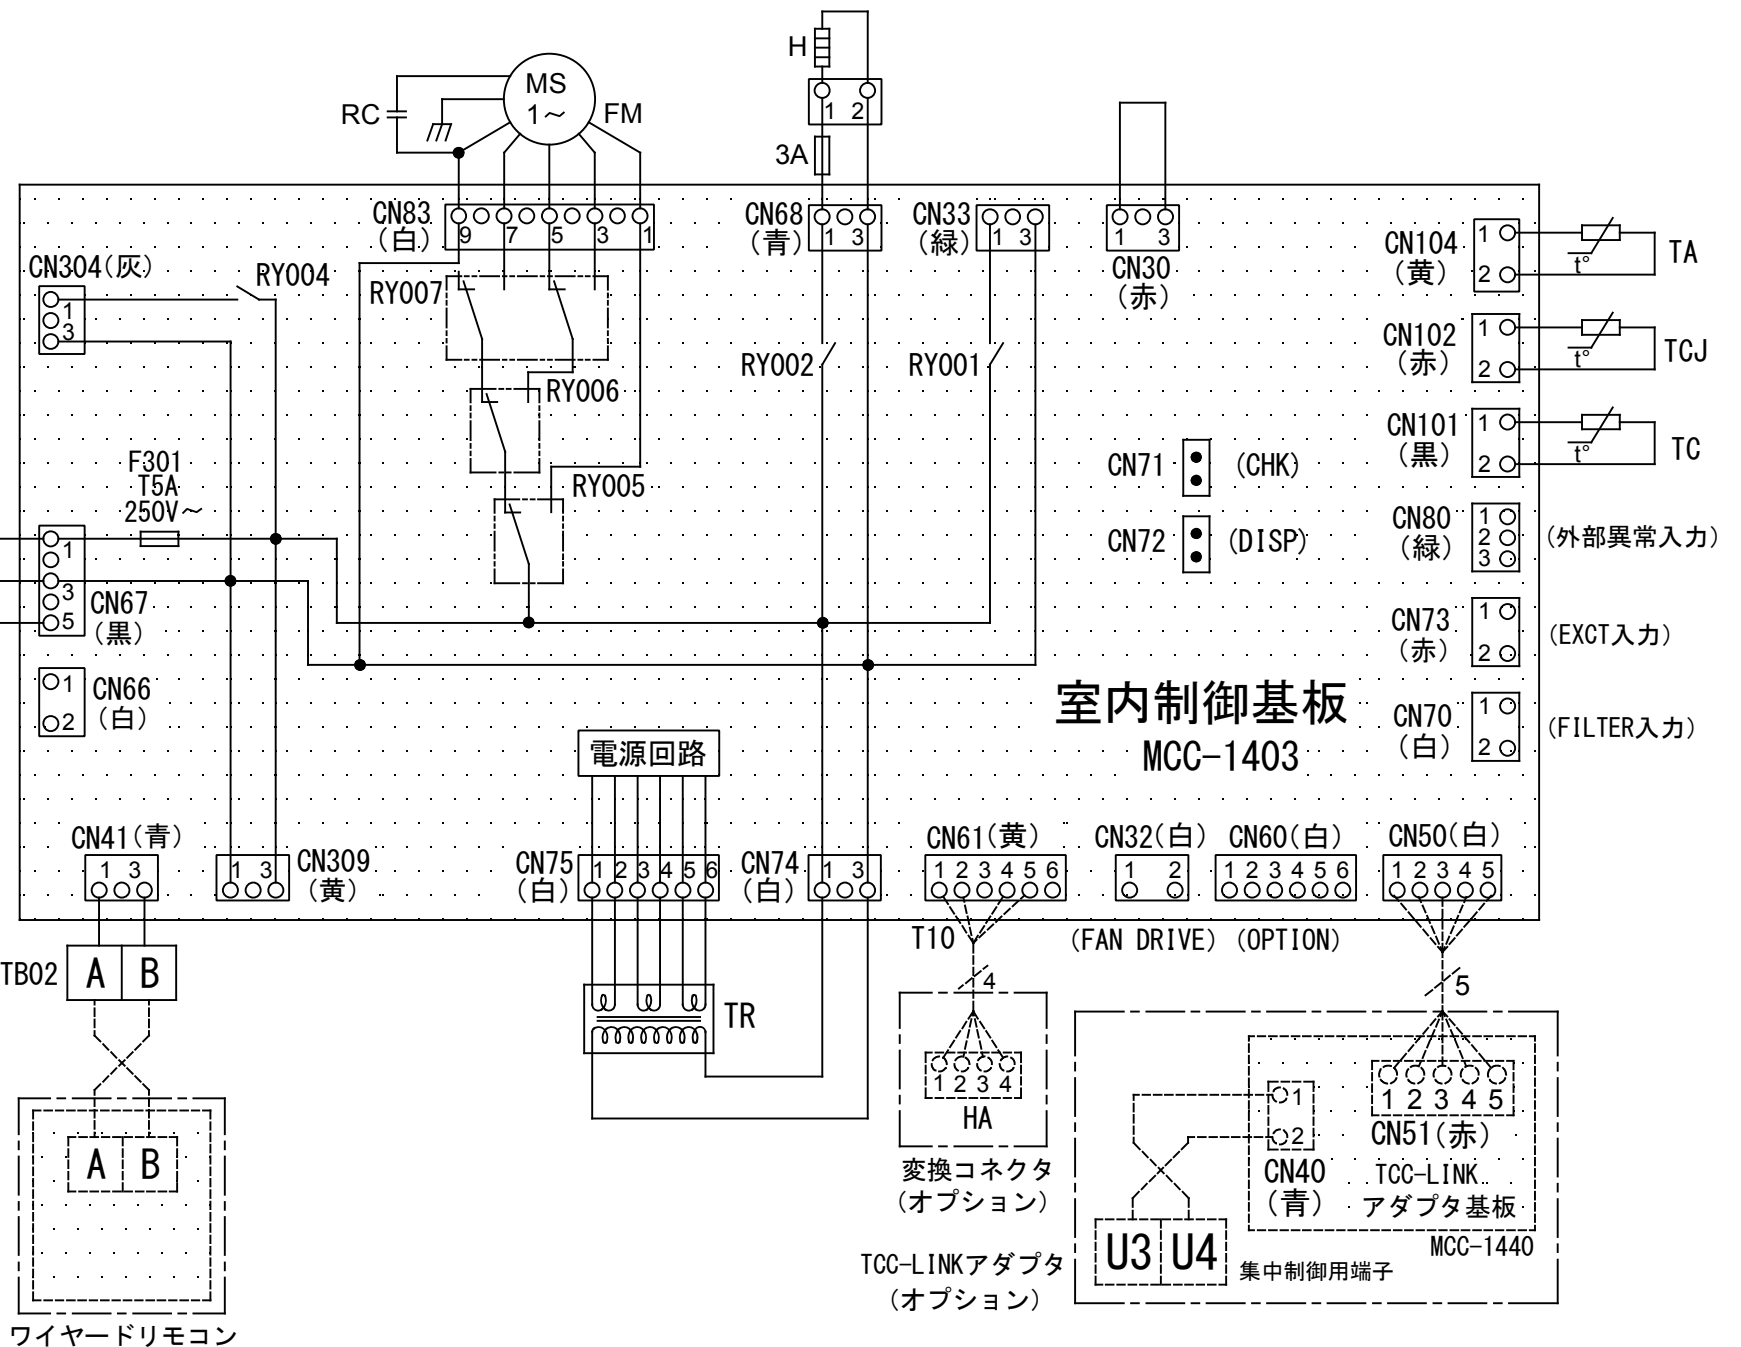 H
MS
1～
RC
FM
1 2
3A
CN83
(白)
9 7 5 3 1
CN68
(青)
1 3
CN33
(緑)
1 3
1 3
CN30
(赤)
CN104
(黄)
1
2
t°
TA
CN304(灰)
1
3
RY004
RY007
RY002
RY001
CN102
(赤)
1
2
t°
TCJ
RY006
CN101
(黒)
1
2
t°
TC
CN71
(CHK)
F301
T5A
250V～
RY005
CN72
(DISP)
CN80
(緑)
1
2
3
(外部異常入力)
1
3
5
CN67
(黒)
CN73
(赤)
1
2
(EXCT入力)
1
2
CN66
(白)
室内制御基板
MCC-1403
CN70
(白)
1
2
(FILTER入力)
電源回路
CN41(青)
1 3
1 3
CN309
(黄)
CN75
(白)
1 2 3 4 5 6
CN74
(白)
1 3
CN61(黄)
1 2 3 4 5 6
CN32(白)
1 2
CN60(白)
1 2 3 4 5 6
CN50(白)
1 2 3 4 5
T10
(FAN DRIVE)
(OPTION)
TB02
A B
TR
4
5
1 2 3 4
HA
変換コネクタ
(オプション)
1
2
CN40
(青)
1 2 3 4 5
CN51(赤)
TCC-LINK
アダプタ基板
MCC-1440
A B
ワイヤードリモコン
TCC-LINKアダプタ
(オプション)
U3 U4
集中制御用端子